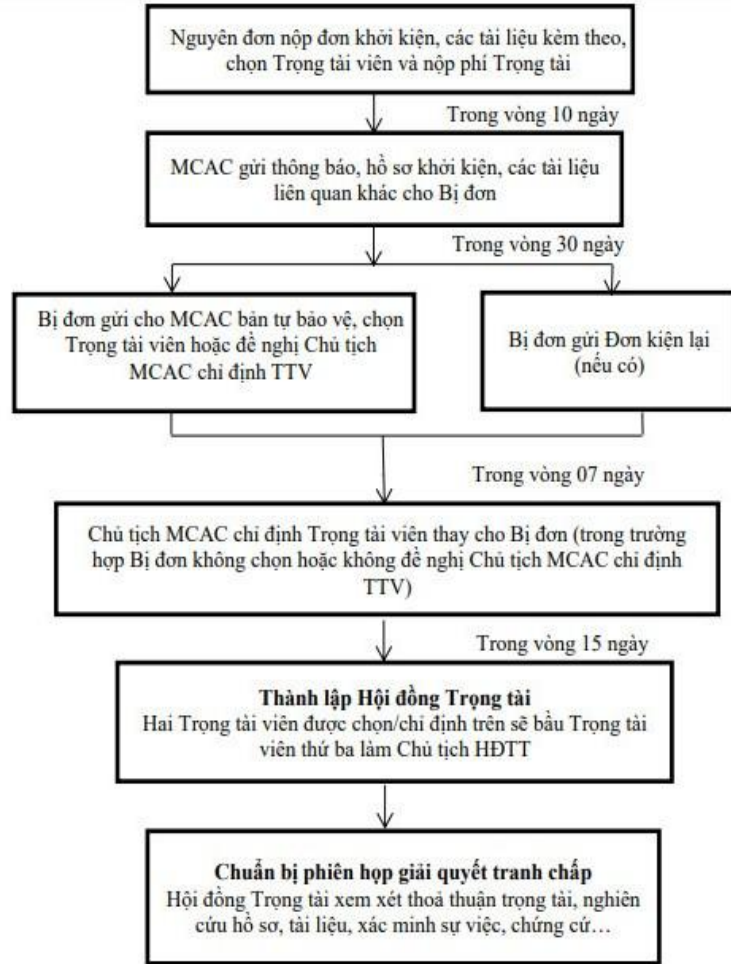 Nguyên đơn nộp đơn khởi kiện, các tài liệu kèm theo,
chọn Trọng tài viên và nộp phí Trọng tài
Trong vòng 10 ngày
MCAC gửi thông báo, hồ sơ khởi kiện, các tài liệu
liên quan khác cho Bị đơn
Trong vòng 30 ngày
Bị đơn gửi cho MCAC bản tự bảo vệ, chọn
Trọng tài viên hoặc đề nghị Chủ tịch
MCAC chỉ định TTV
Bị đơn gửi Đơn kiện lại
(nếu có)
Trong vòng 07 ngày
Chủ tịch MCAC chỉ định Trọng tài viên thay cho Bị đơn (trong trường
hợp Bị đơn không chọn hoặc không đề nghị Chủ tịch MCAC chỉ định
TTV)
Trong vòng 15 ngày
Thành lập Hội đồng Trọng tài
Hai Trọng tài viên được chọn/chỉ định trên sẽ bầu Trọng tài
viên thứ ba làm Chủ tịch HĐTT
Chuẩn bị phiên họp giải quyết tranh chấp
Hội đồng Trọng tài xem xét thoả thuận trọng tài, nghiên
cứu hồ sơ, tài liệu, xác minh sự việc, chứng cứ…